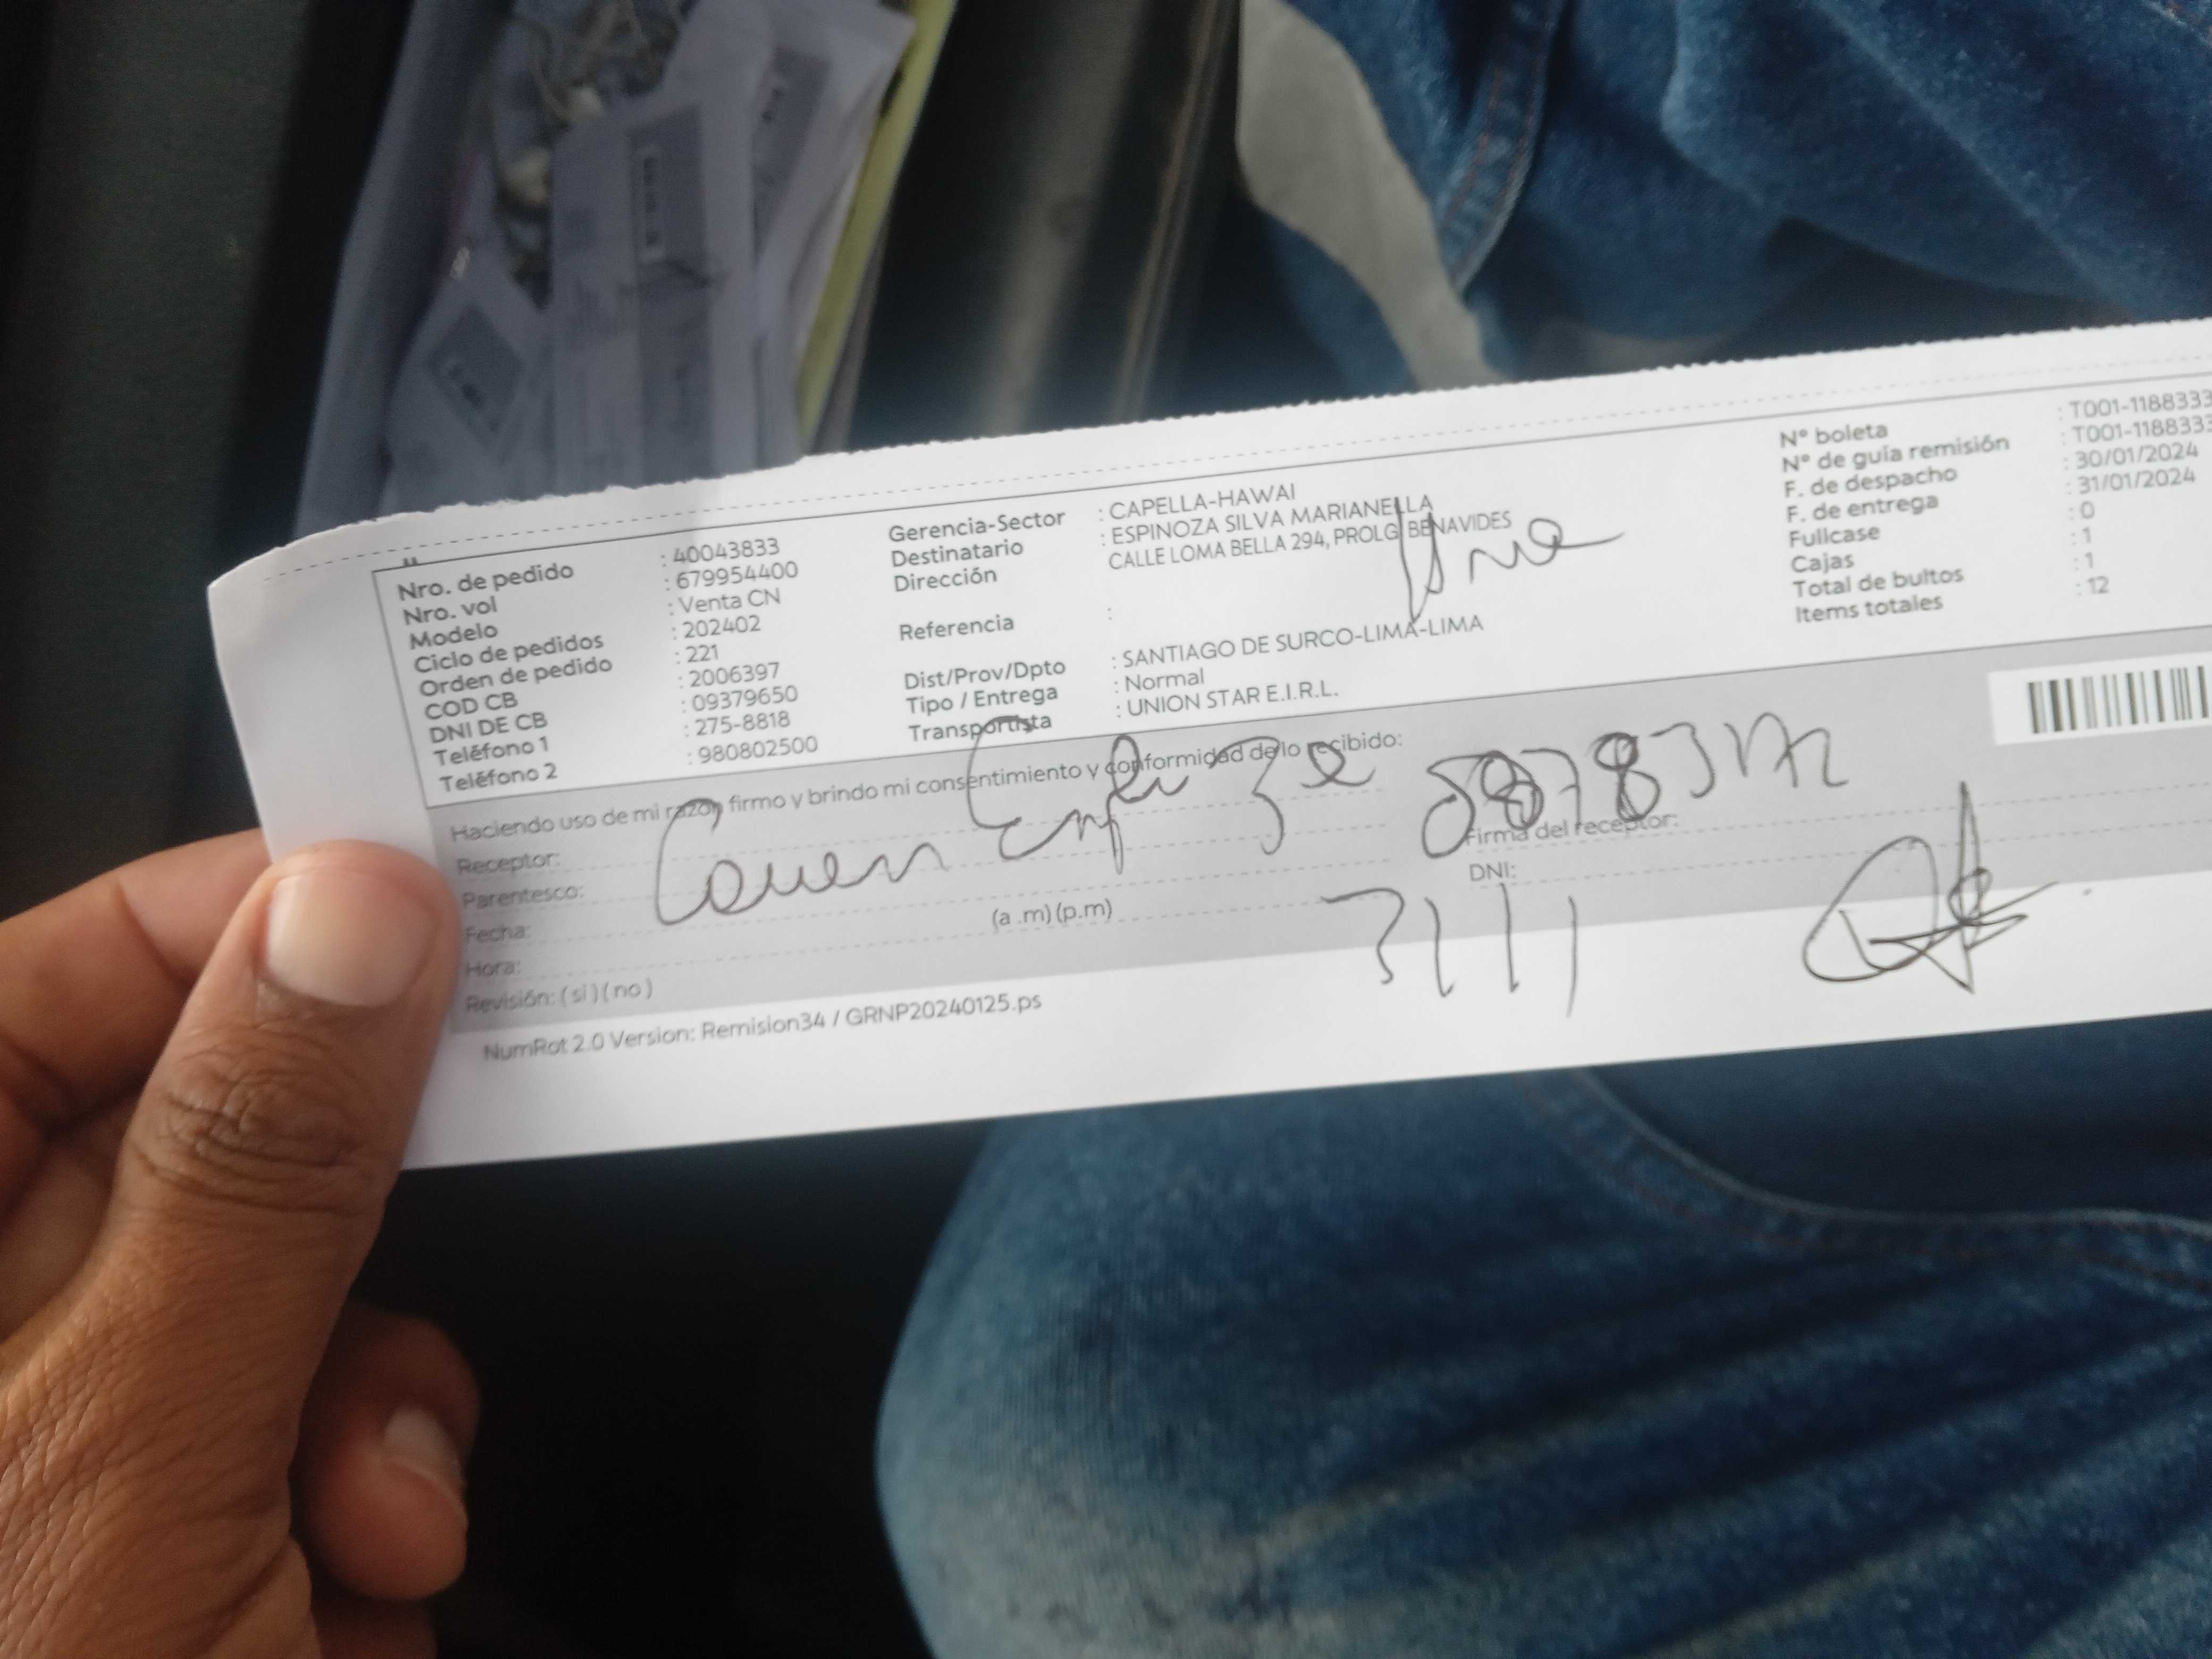 Nro. de pedido : 40043833
Nro. vol : 679954400
Modelo : Venta CN
Ciclo de pedidos : 202402
Orden de pedido : 221
COD CB : 2006397
DNI DE CB : 09379650
Teléfono 1 : 275-8818
Teléfono 2 : 980802500
Gerencia-Sector : CAPELLA-HAWAI
Destinatario : ESPINOZA SILVA MARIANELLA
Dirección : CALLE LOMA BELLA 294, PROLG BENAVIDES
Referencia :
Dist/Prov/Dpto : SANTIAGO DE SURCO-LIMA-LIMA
Tipo / Entrega : Normal
Transportista : UNION STAR E.I.R.L.
N° boleta : T001-1188333
N° de guia remisión : T001-1188333
F. de despacho : 30/01/2024
F. de entrega : 31/01/2024
Fullcase : 0
Cajas : 1
Total de bultos : 1
Items totales : 12
Haciendo uso de mi razón firmo y brindo mi consentimiento y conformidad de lo recibido:
Receptor:
Parentesco:
Fecha:
Hora: (a .m) (p.m)
Revisión: ( si ) ( no )
Firma del receptor:
DNI:
31/1
NumRot 2.0 Version: Remision34 / GRNP20240125.ps